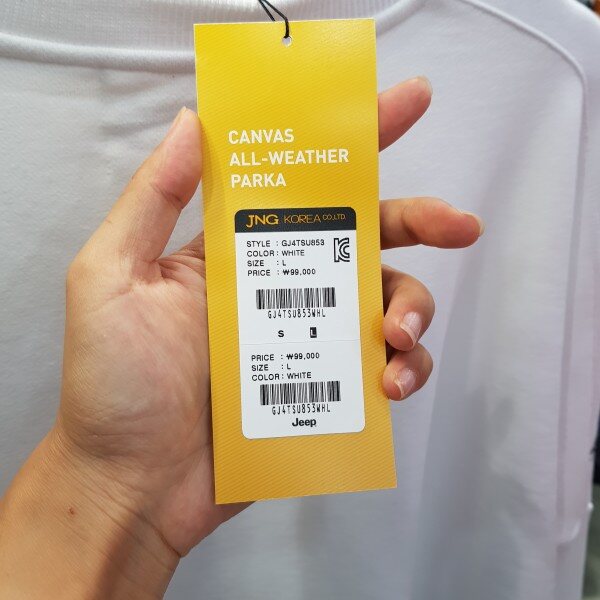 CANVAS
ALL-WEATHER
PARKA
JNG KOREA CO.,LTD.
STYLE : GJ4TSU853
COLOR : WHITE
SIZE : L
PRICE : ₩99,000
GJ4TSU853WHL
S L
PRICE : ₩99,000
SIZE : L
COLOR : WHITE
GJ4TSU853WHL
Jeep